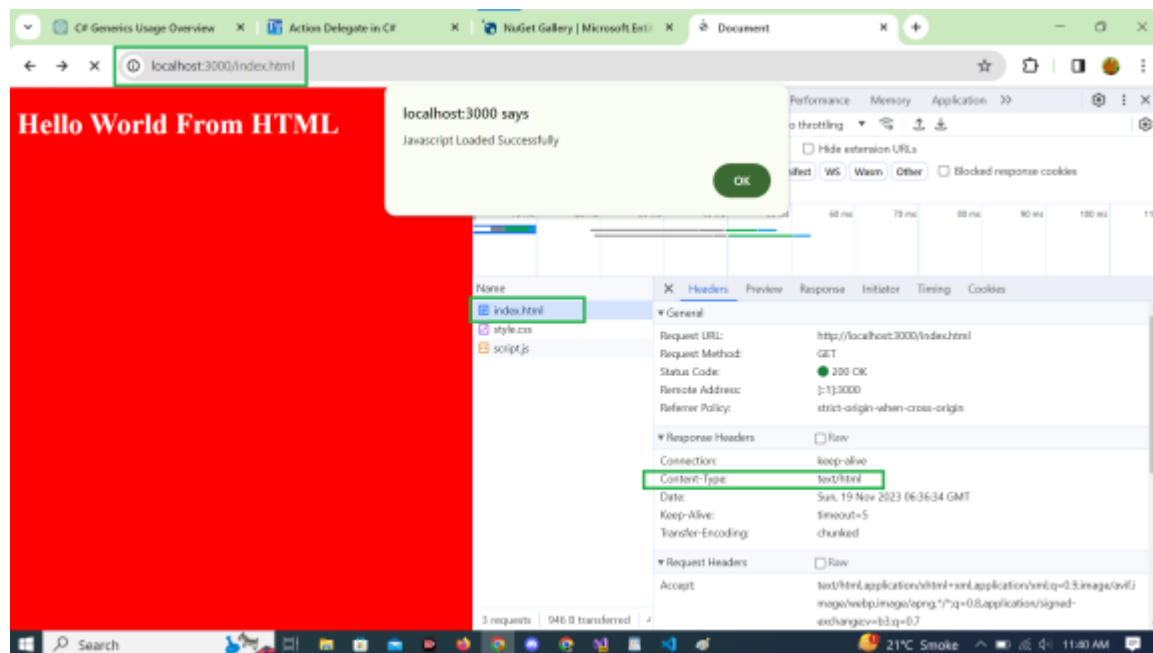 C# Generics Usage Overview
Action Delegate in C#
NuGet Gallery | Microsoft.Enti
Document
localhost:3000/index.html
Hello World From HTML
localhost:3000 says
Javascript Loaded Successfully
OK
Performance Memory Application
o throttling
Hide extension URLs
ifest WS Wasm Other Blocked response cookies
60 ms 70 ms 80 ms 90 ms 100 ms 11
Name
Headers Preview Response Initiator Timing Cookies
index.html
style.css
script.js
General
Request URL: http://localhost:3000/index.html
Request Method: GET
Status Code: 200 OK
Remote Address: [::1]:3000
Referrer Policy: strict-origin-when-cross-origin
Response Headers Raw
Connection: keep-alive
Content-Type: text/html
Date: Sun, 19 Nov 2023 06:36:34 GMT
Keep-Alive: timeout=5
Transfer-Encoding: chunked
Request Headers Raw
Accept: text/html,application/xhtml+xml,application/xml;q=0.9,image/avif,i
mage/webp,image/apng,*/*;q=0.8,application/signed-
exchange;v=b3;q=0.7
3 requests 946 B transferred
Search
21°C Smoke
11:40 AM